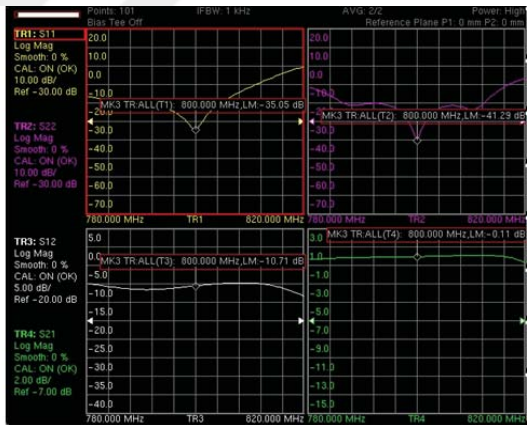 Points: 101 IFBW: 1 kHz AVG: 2/2 Power: High
Bias Tee Off Reference Plane P1: 0 mm P2: 0 mm
TR1: S11
Log Mag
Smooth: 0 %
CAL: ON (OK)
10.00 dB/
Ref -30.00 dB
TR2: S22
Log Mag
Smooth: 0 %
CAL: ON (OK)
10.00 dB/
Ref -30.00 dB
20.0
10.0
0.0
MK3 TR:ALL(T1) 800.000 MHz,LM:-35.05 dB
-20.0
-30.0
-40.0
-50.0
-60.0
-70.0
780.000 MHz TR1 820.000 MHz
20.0
10.0
0.0
-10.0
MK3 TR:ALL(T2) 800.000 MHz,LM:-41.29 dB
-30.0
-40.0
-50.0
-60.0
-70.0
780.000 MHz TR2 820.000 MHz
TR3: S12
Log Mag
Smooth: 0 %
CAL: ON (OK)
5.00 dB/
Ref -20.00 dB
TR4: S21
Log Mag
Smooth: 0 %
CAL: ON (OK)
2.00 dB/
Ref -7.00 dB
5.0
0.0
MK3 TR:ALL(T3) 800.000 MHz,LM:-10.71 dB
-5.0
-10.0
-15.0
-20.0
-25.0
-30.0
-35.0
-40.0
780.000 MHz TR3 820.000 MHz
3.0
MK3 TR:ALL(T4) 800.000 MHz,LM:-0.11 dB
-1.0
-3.0
-5.0
-7.0
-9.0
-11.0
-13.0
-15.0
780.000 MHz TR4 820.000 MHz